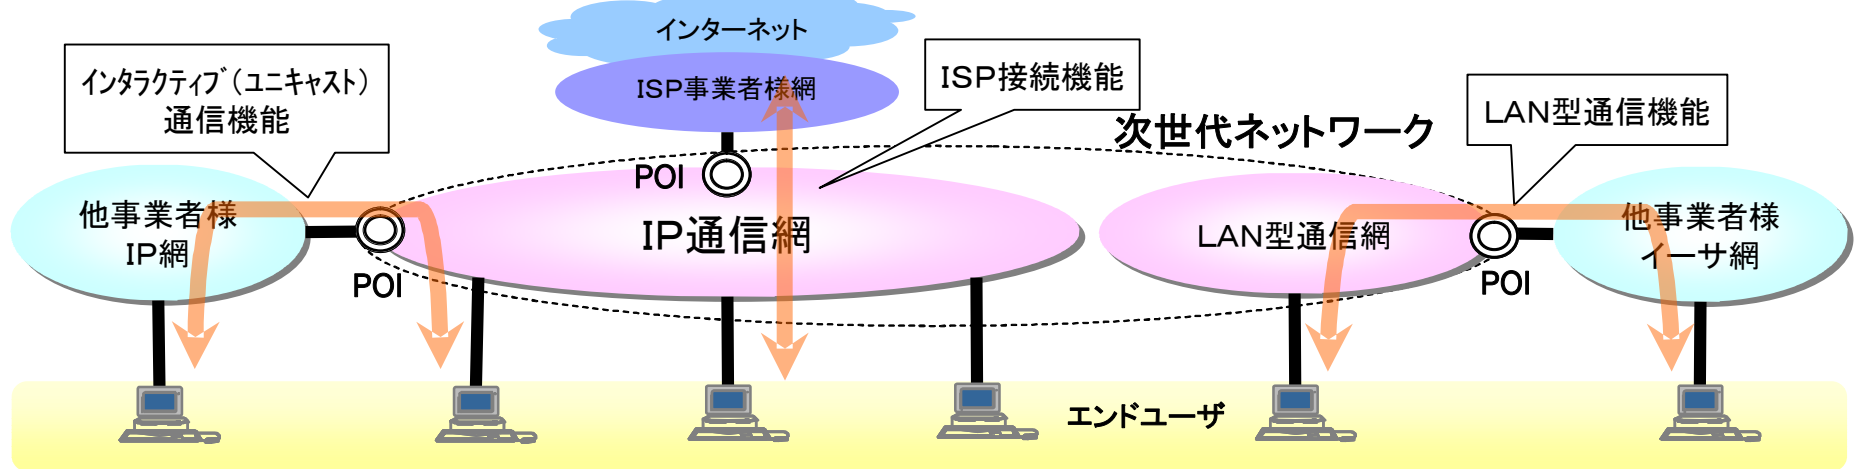 インターネット
ISP事業者様網
ｲﾝﾀﾗｸﾃｨﾌﾞ（ユニキャスト）
通信機能
ISP接続機能
LAN型通信機能
次世代ネットワーク
POI
他事業者様
IP網
IP通信網
LAN型通信網
他事業者様
イーサ網
POI
POI
エンドユーザ